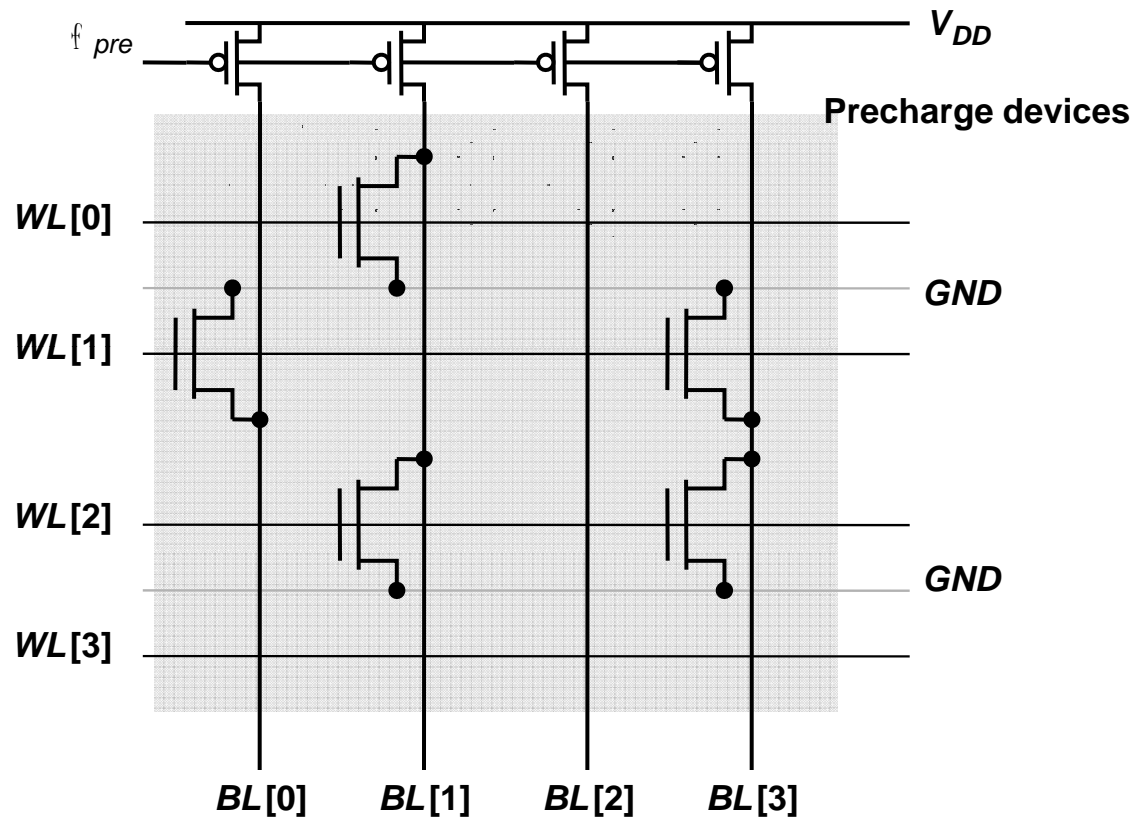 f pre
V_DD
Precharge devices
WL[0]
GND
WL[1]
WL[2]
GND
WL[3]
BL[0] BL[1] BL[2] BL[3]